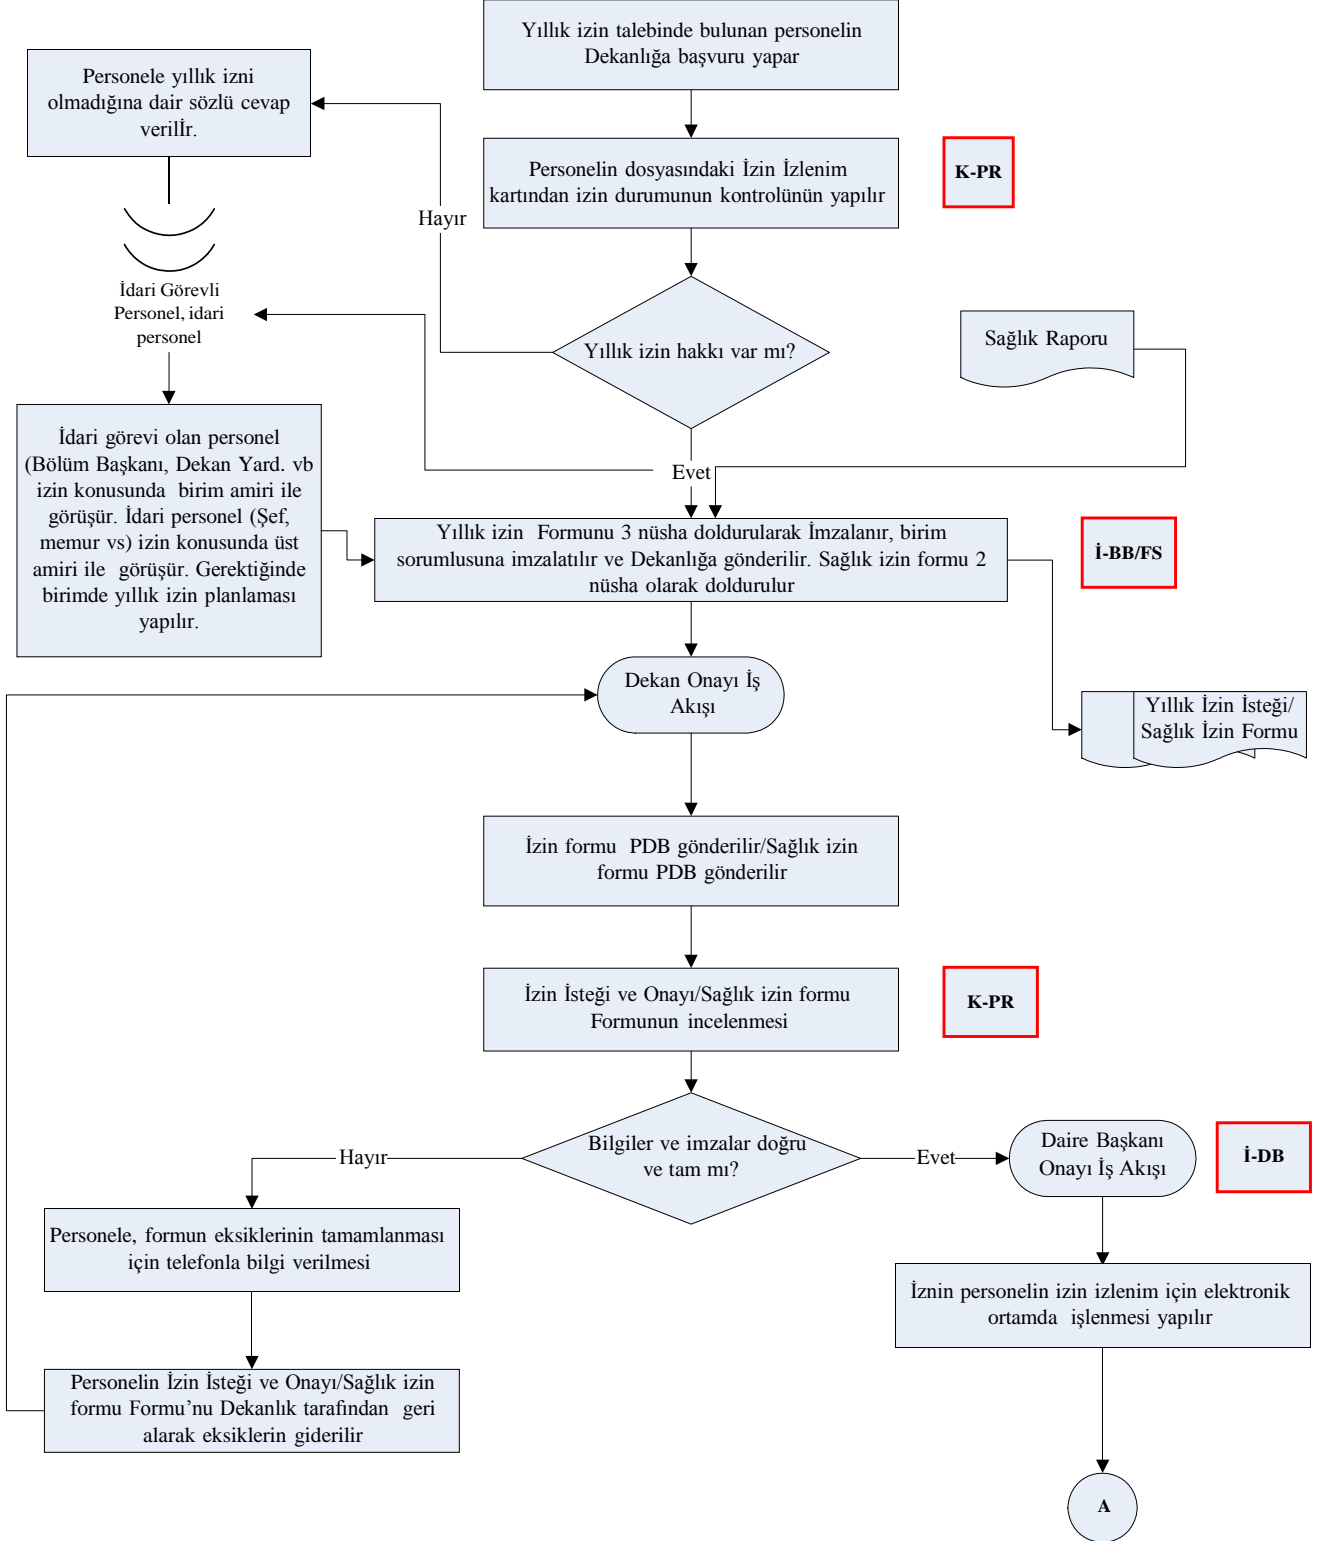 Yıllık izin talebinde bulunan personelin
Dekanlığa başvuru yapar
Personele yıllık izni
olmadığına dair sözlü cevap
verilİr.
Personelin dosyasındaki İzin İzlenim
kartından izin durumunun kontrolünün yapılır
K-PR
Hayır
İdari Görevli
Personel, idari
personel
Yıllık izin hakkı var mı?
Sağlık Raporu
Evet
İdari görevi olan personel
(Bölüm Başkanı, Dekan Yard. vb
izin konusunda birim amiri ile
görüşür. İdari personel (Şef,
memur vs) izin konusunda üst
amiri ile görüşür. Gerektiğinde
birimde yıllık izin planlaması
yapılır.
Yıllık izin Formunu 3 nüsha doldurularak İmzalanır, birim
sorumlusuna imzalatılır ve Dekanlığa gönderilir. Sağlık izin formu 2
nüsha olarak doldurulur
İ-BB/FS
Dekan Onayı İş
Akışı
Yıllık İzin İsteği/
Sağlık İzin Formu
İzin formu PDB gönderilir/Sağlık izin
formu PDB gönderilir
İzin İsteği ve Onayı/Sağlık izin formu
Formunun incelenmesi
K-PR
Bilgiler ve imzalar doğru
ve tam mı?
Hayır
Evet
Daire Başkanı
Onayı İş Akışı
İ-DB
Personele, formun eksiklerinin tamamlanması
için telefonla bilgi verilmesi
İznin personelin izin izlenim için elektronik
ortamda işlenmesi yapılır
Personelin İzin İsteği ve Onayı/Sağlık izin
formu Formu’nu Dekanlık tarafından geri
alarak eksiklerin giderilir
A